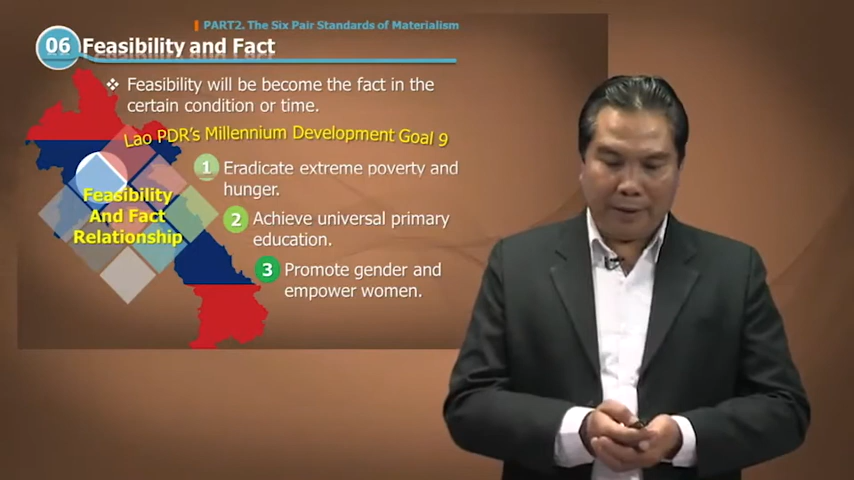 PART2. The Six Pair Standards of Materialism
06 Feasibility and Fact
❖ Feasibility will be become the fact in the
certain condition or time.
Lao PDR's Millennium Development Goal 9
1 Eradicate extreme poverty and
hunger.
2 Achieve universal primary
education.
3 Promote gender and
empower women.
Feasibility
And Fact
Relationship